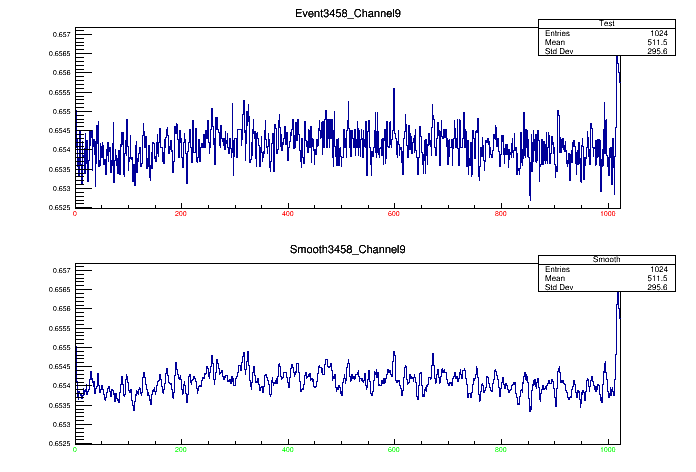 Event3458_Channel9
Test
Entries 1024
Mean 511.5
Std Dev 295.6
0.657
0.6565
0.656
0.6555
0.655
0.6545
0.654
0.6535
0.653
0.6525
0 200 400 600 800 1000
Smooth3458_Channel9
Smooth
Entries 1024
Mean 511.5
Std Dev 295.6
0.657
0.6565
0.656
0.6555
0.655
0.6545
0.654
0.6535
0.653
0.6525
0 200 400 600 800 1000